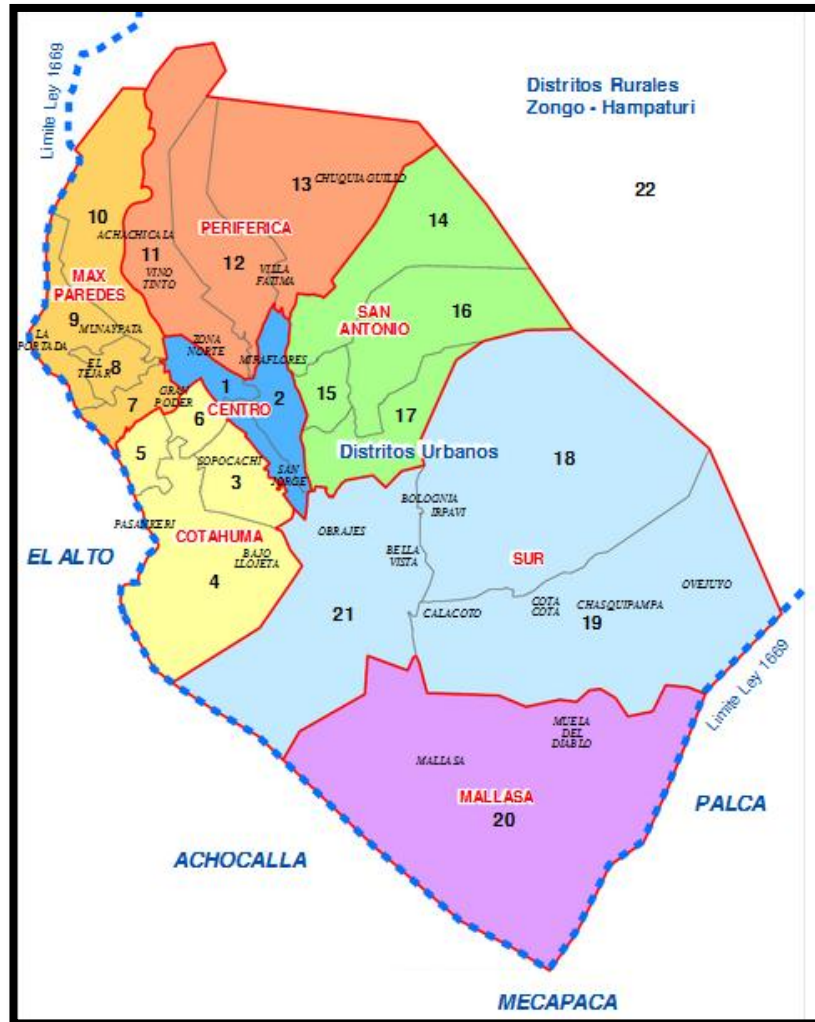 Limite Ley 1669
Distritos Rurales
Zongo - Hampaturi
22
13
CHUQUIAGUILLO
10
14
ACHACHICALA
PERIFERICA
11
12
VINO
TINTO
VILLA
FATIMA
MAX
PAREDES
SAN
ANTONIO
16
9
MUNAYPATA
LA
PORTADA
ZONA
NORTE
MIRAFLORES
EL
TEJAR
8
7
GRAN
PODER
1
CENTRO
2
15
6
17
5
Distritos Urbanos
18
SOPOCACHI
3
SAN
JORGE
BOLOGNIA
IRPAVI
PASANKERI
COTAHUMA
OBRAJES
EL ALTO
BAJO
LLOJETA
BELLA
VISTA
SUR
4
OVEJUYO
21
CALACOTO
COTA
COTA
CHASQUIPAMPA
19
Limite Ley 1669
MUELA
DEL
DIABLO
MALLASA
MALLASA
20
PALCA
ACHOCALLA
MECAPACA